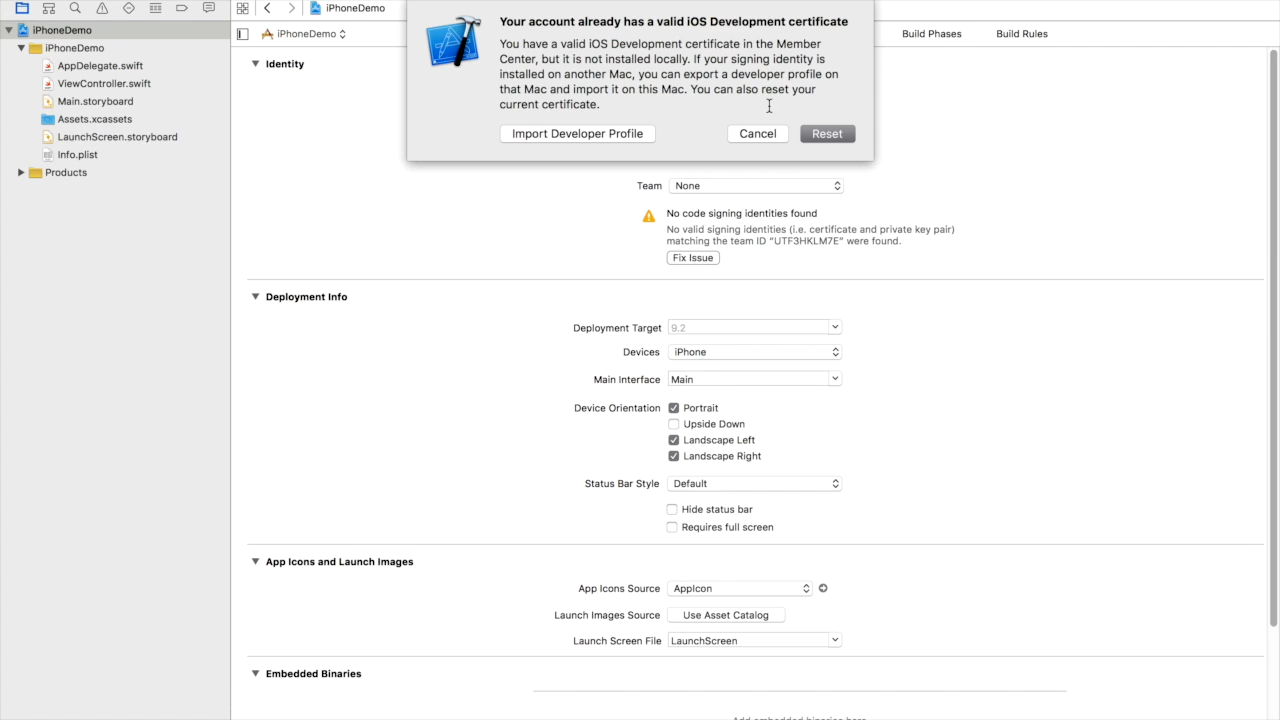 iPhoneDemo
iPhoneDemo
Build Phases
Build Rules
iPhoneDemo
iPhoneDemo
AppDelegate.swift
ViewController.swift
Main.storyboard
Assets.xcassets
LaunchScreen.storyboard
Info.plist
Products
Your account already has a valid iOS Development certificate
You have a valid iOS Development certificate in the Member
Center, but it is not installed locally. If your signing identity is
installed on another Mac, you can export a developer profile on
that Mac and import it on this Mac. You can also reset your
current certificate.
Import Developer Profile
Cancel
Reset
Identity
Team None
No code signing identities found
No valid signing identities (i.e. certificate and private key pair)
matching the team ID "UTF3HKLM7E" were found.
Fix Issue
Deployment Info
Deployment Target 9.2
Devices iPhone
Main Interface Main
Device Orientation Portrait
Upside Down
Landscape Left
Landscape Right
Status Bar Style Default
Hide status bar
Requires full screen
App Icons and Launch Images
App Icons Source AppIcon
Launch Images Source Use Asset Catalog
Launch Screen File LaunchScreen
Embedded Binaries
Add embedded binaries here